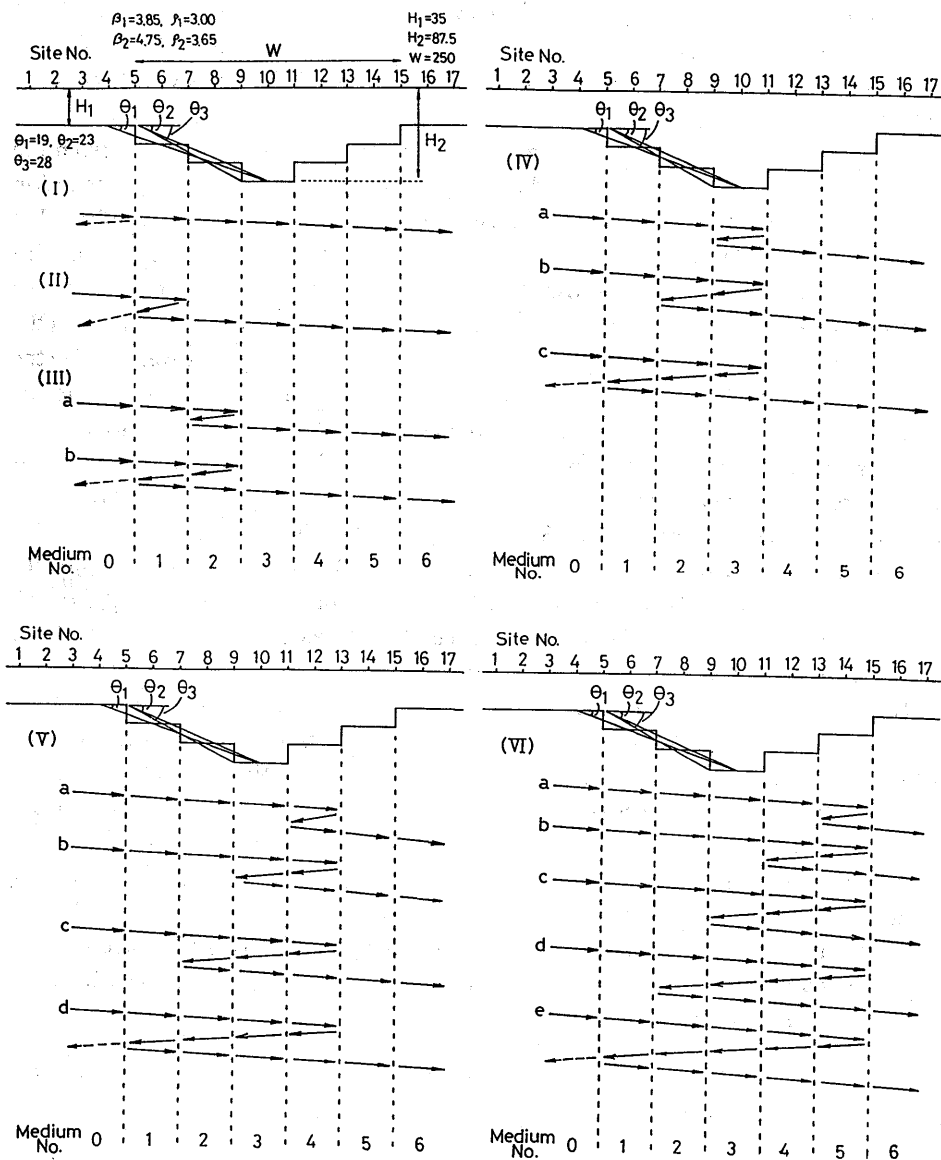 β₁=3.85, ρ₁=3.00
β₂=4.75, ρ₂=3.65
H₁=35
H₂=87.5
W=250
Site No.
W
1 2 3 4 5 6 7 8 9 10 11 12 13 14 15 16 17
H₁
θ₁ θ₂ θ₃
H₂
θ₁=19, θ₂=23
θ₃=28
(I)
(II)
(III)
a
b
Medium No. 0 1 2 3 4 5 6
1 2 3 4 5 6 7 8 9 10 11 12 13 14 15 16 17
θ₁ θ₂ θ₃
(IV)
a
b
c
Medium No. 0 1 2 3 4 5 6
Site No.
1 2 3 4 5 6 7 8 9 10 11 12 13 14 15 16 17
θ₁ θ₂ θ₃
(V)
a
b
c
d
Medium No. 0 1 2 3 4 5 6
Site No.
1 2 3 4 5 6 7 8 9 10 11 12 13 14 15 16 17
θ₁ θ₂ θ₃
(VI)
a
b
c
d
e
Medium No. 0 1 2 3 4 5 6